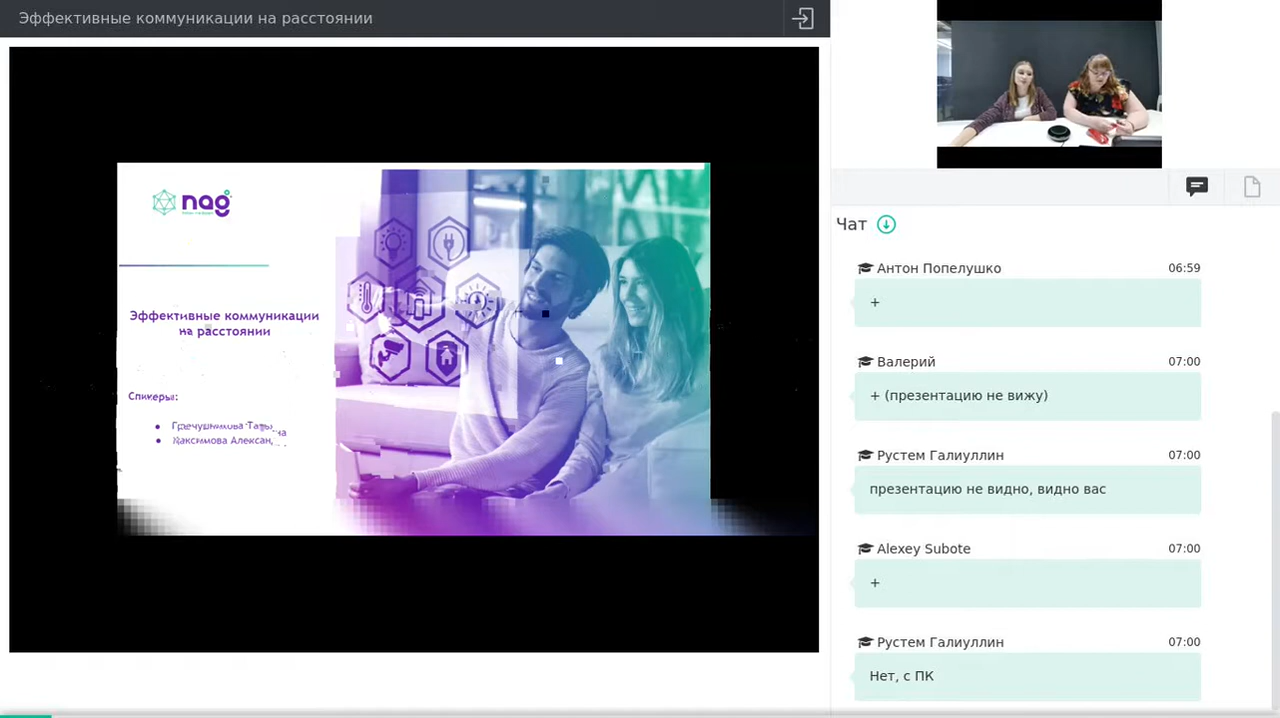 Эффективные коммуникации на расстоянии
nag
Эффективные коммуникации
на расстоянии
Спикеры:
Максимова
Чат
Антон Попелушко 06:59
+
Валерий 07:00
+ (презентацию не вижу)
Рустем Галиуллин 07:00
презентацию не видно, видно вас
Alexey Subote 07:00
+
Рустем Галиуллин 07:00
Нет, с ПК